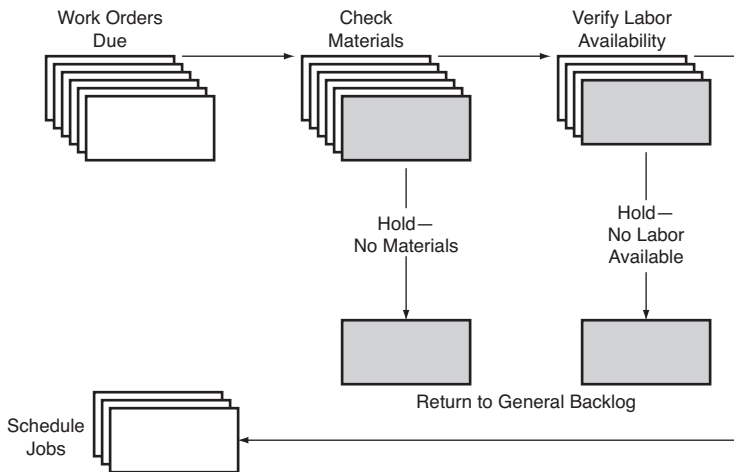 Work Orders
Due
Check
Materials
Verify Labor
Availability
Hold—
No Materials
Hold—
No Labor
Available
Return to General Backlog
Schedule
Jobs